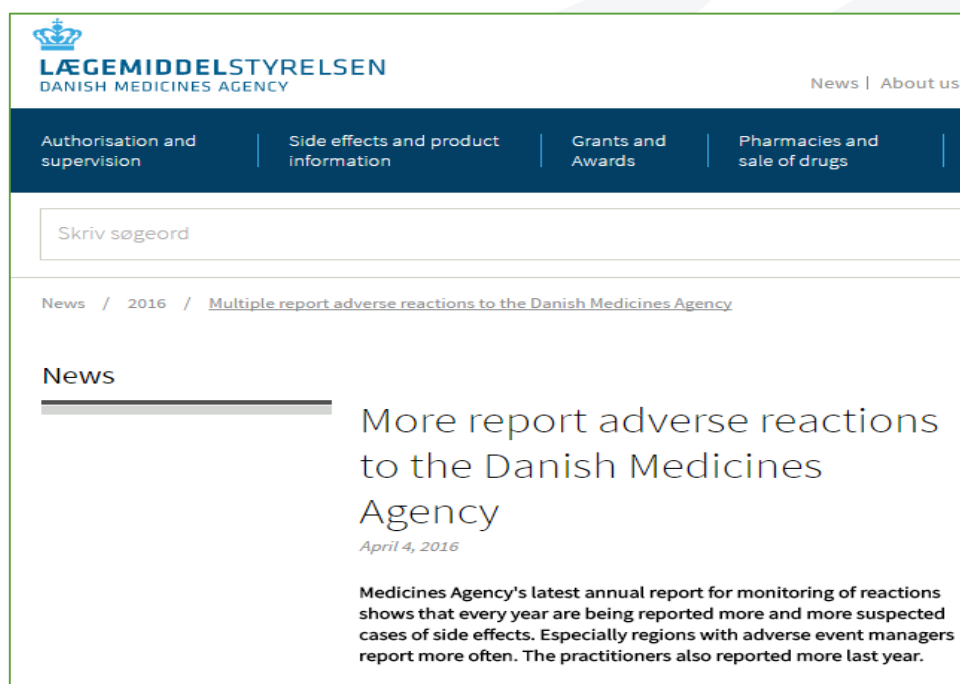 LÆGEMIDDELSTYRELSEN
DANISH MEDICINES AGENCY
News | About us
Authorisation and supervision
Side effects and product information
Grants and Awards
Pharmacies and sale of drugs
Skriv søgeord
News / 2016 / Multiple report adverse reactions to the Danish Medicines Agency
News
More report adverse reactions
to the Danish Medicines
Agency
April 4, 2016
Medicines Agency's latest annual report for monitoring of reactions
shows that every year are being reported more and more suspected
cases of side effects. Especially regions with adverse event managers
report more often. The practitioners also reported more last year.